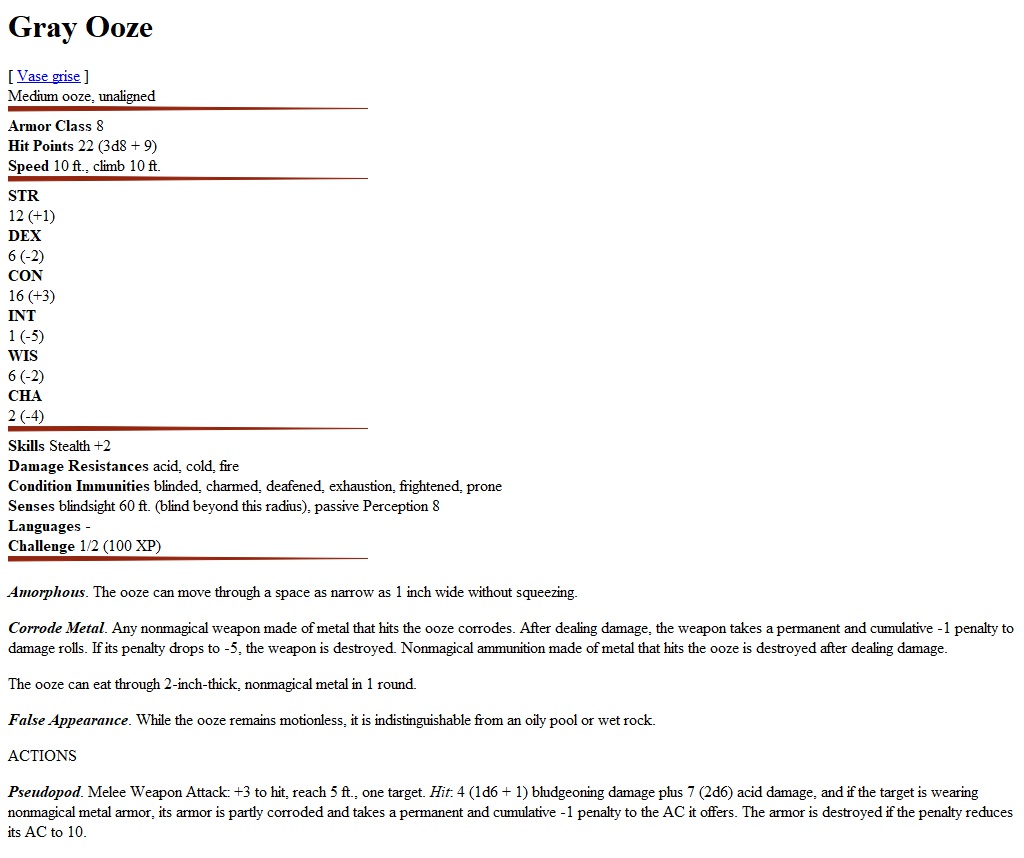 Gray Ooze
[ Vase grise ]
Medium ooze, unaligned
Armor Class 8
Hit Points 22 (3d8 + 9)
Speed 10 ft., climb 10 ft.
STR
12 (+1)
DEX
6 (-2)
CON
16 (+3)
INT
1 (-5)
WIS
6 (-2)
CHA
2 (-4)
Skills Stealth +2
Damage Resistances acid, cold, fire
Condition Immunities blinded, charmed, deafened, exhaustion, frightened, prone
Senses blindsight 60 ft. (blind beyond this radius), passive Perception 8
Languages -
Challenge 1/2 (100 XP)
Amorphous. The ooze can move through a space as narrow as 1 inch wide without squeezing.
Corrode Metal. Any nonmagical weapon made of metal that hits the ooze corrodes. After dealing damage, the weapon takes a permanent and cumulative -1 penalty to
damage rolls. If its penalty drops to -5, the weapon is destroyed. Nonmagical ammunition made of metal that hits the ooze is destroyed after dealing damage.
The ooze can eat through 2-inch-thick, nonmagical metal in 1 round.
False Appearance. While the ooze remains motionless, it is indistinguishable from an oily pool or wet rock.
ACTIONS
Pseudopod. Melee Weapon Attack: +3 to hit, reach 5 ft., one target. Hit: 4 (1d6 + 1) bludgeoning damage plus 7 (2d6) acid damage, and if the target is wearing
nonmagical metal armor, its armor is partly corroded and takes a permanent and cumulative -1 penalty to the AC it offers. The armor is destroyed if the penalty reduces
its AC to 10.